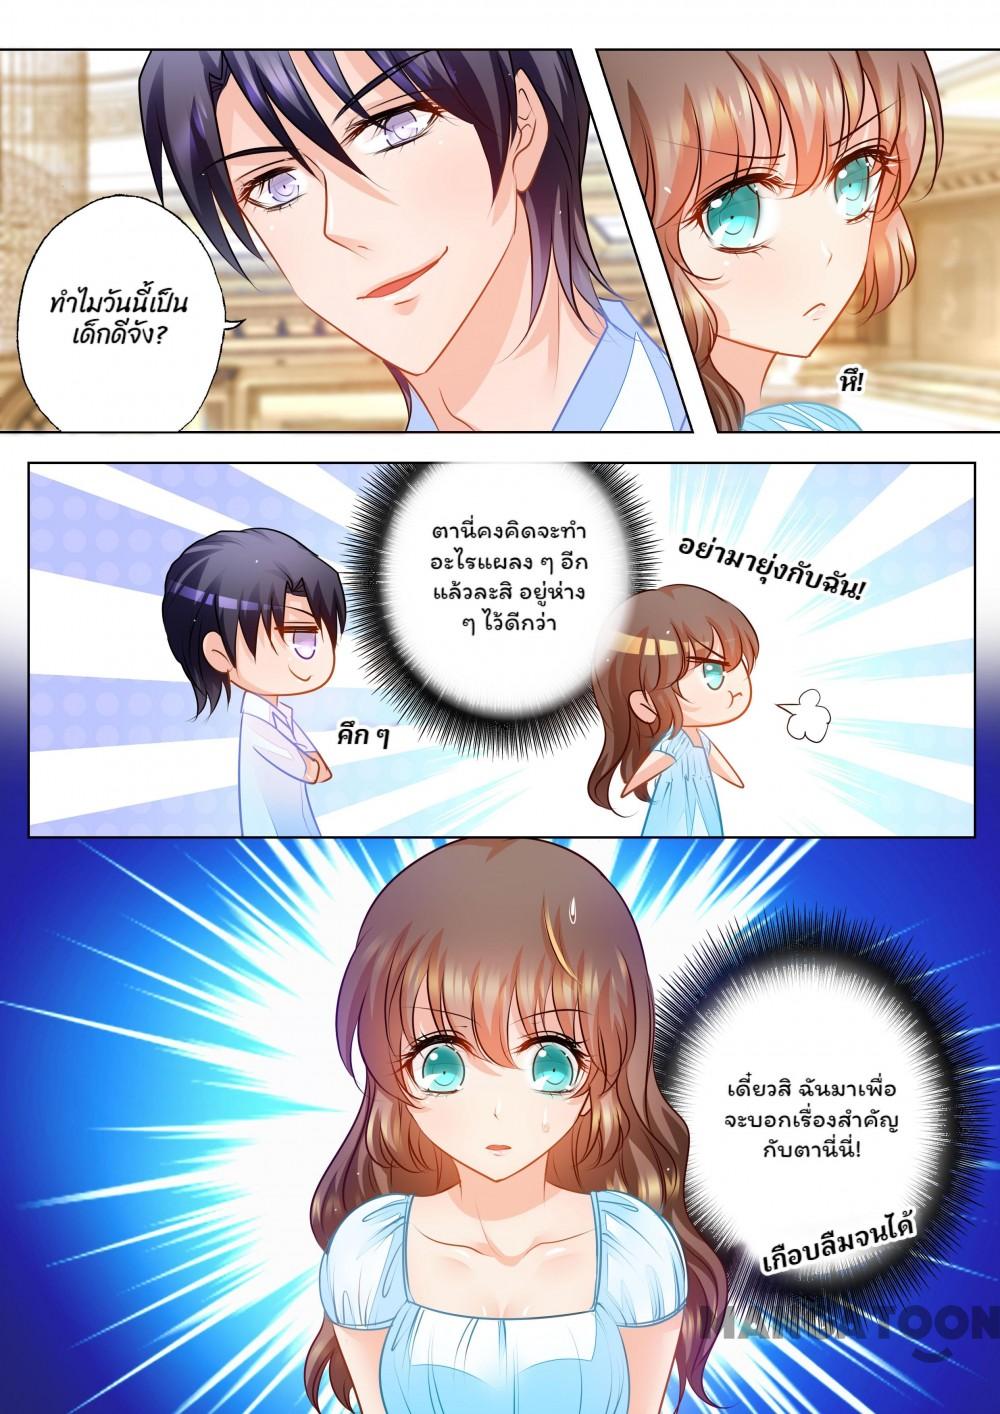 ทำไมวันนี้เป็น
เด็กดีจัง?
หึ!
ตานี่คงคิดจะทำ
อะไรแผลง ๆ อีก
แล้วละสิ อยู่ห่าง
ๆ ไว้ดีกว่า
อย่ามายุ่งกับฉัน!
คึก ๆ
เดี๋ยวสิ ฉันมาเพื่อ
จะบอกเรื่องสำคัญ
กับตานี่นี่!
เกือบลืมจนได้
MANGATOON